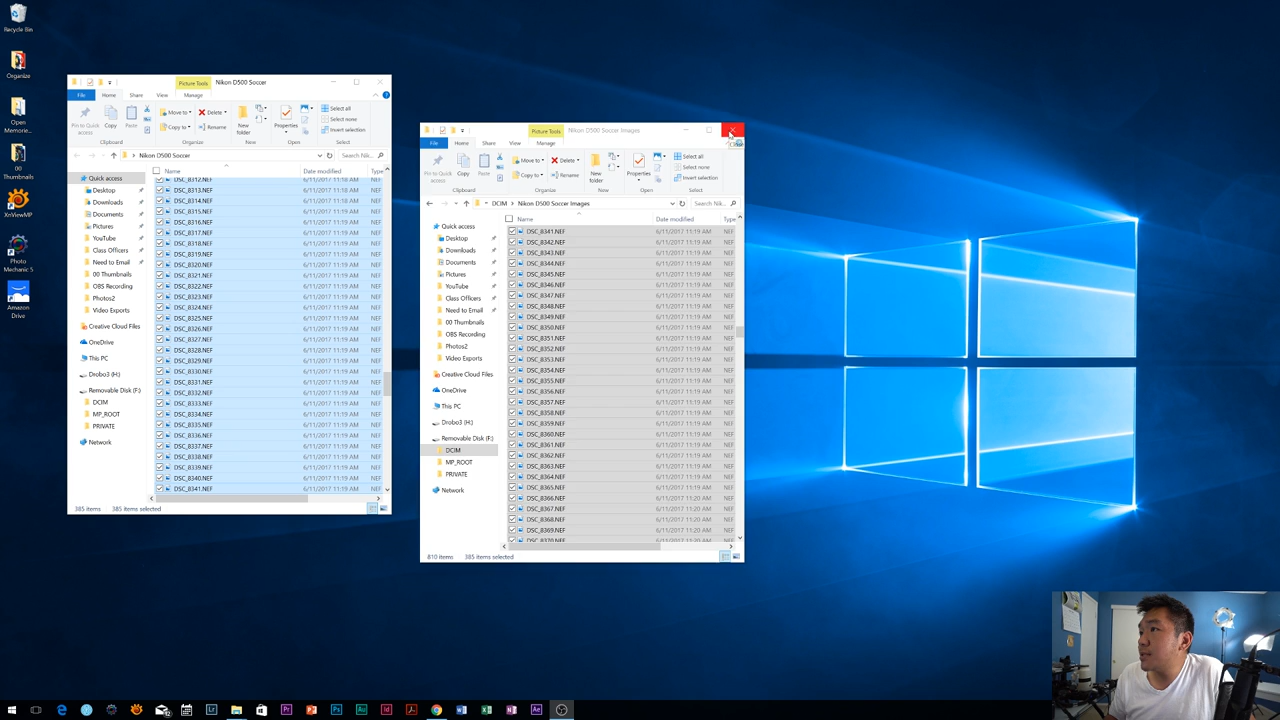 Recycle Bin
Organize
Open
Memorie...
00
Thumbnails
XnViewMP
Photo
Mechanic 5
Amazon
Drive
Picture Tools
Nikon D500 Soccer
File
Home
Share
View
Manage
Pin to Quick
access
Copy
Paste
Move to
Copy to
Delete
Rename
New
folder
Properties
Select all
Select none
Invert selection
Clipboard
Organize
New
Open
Select
Nikon D500 Soccer
Search Nik...
Quick access
Desktop
Downloads
Documents
Pictures
YouTube
Class Officers
Need to Email
00 Thumbnails
OBS Recording
Photos2
Video Exports
Creative Cloud Files
OneDrive
This PC
Drobo3 (H:)
Removable Disk (F:)
DCIM
MP_ROOT
PRIVATE
Network
Name
Date modified
Type
DSC_8312.NEF 6/11/2017 11:18 AM NEF
DSC_8313.NEF 6/11/2017 11:18 AM NEF
DSC_8314.NEF 6/11/2017 11:18 AM NEF
DSC_8315.NEF 6/11/2017 11:19 AM NEF
DSC_8316.NEF 6/11/2017 11:19 AM NEF
DSC_8317.NEF 6/11/2017 11:19 AM NEF
DSC_8318.NEF 6/11/2017 11:19 AM NEF
DSC_8319.NEF 6/11/2017 11:19 AM NEF
DSC_8320.NEF 6/11/2017 11:19 AM NEF
DSC_8321.NEF 6/11/2017 11:19 AM NEF
DSC_8322.NEF 6/11/2017 11:19 AM NEF
DSC_8323.NEF 6/11/2017 11:19 AM NEF
DSC_8324.NEF 6/11/2017 11:19 AM NEF
DSC_8325.NEF 6/11/2017 11:19 AM NEF
DSC_8326.NEF 6/11/2017 11:19 AM NEF
DSC_8327.NEF 6/11/2017 11:19 AM NEF
DSC_8328.NEF 6/11/2017 11:19 AM NEF
DSC_8329.NEF 6/11/2017 11:19 AM NEF
DSC_8330.NEF 6/11/2017 11:19 AM NEF
DSC_8331.NEF 6/11/2017 11:19 AM NEF
DSC_8332.NEF 6/11/2017 11:19 AM NEF
DSC_8333.NEF 6/11/2017 11:19 AM NEF
DSC_8334.NEF 6/11/2017 11:19 AM NEF
DSC_8335.NEF 6/11/2017 11:19 AM NEF
DSC_8336.NEF 6/11/2017 11:19 AM NEF
DSC_8337.NEF 6/11/2017 11:19 AM NEF
DSC_8338.NEF 6/11/2017 11:19 AM NEF
DSC_8339.NEF 6/11/2017 11:19 AM NEF
DSC_8340.NEF 6/11/2017 11:19 AM NEF
DSC_8341.NEF 6/11/2017 11:19 AM NEF
385 items 385 items selected
Picture Tools
Nikon D500 Soccer Images
Close
File
Home
Share
View
Manage
Pin to Quick
access
Copy
Paste
Move to
Copy to
Delete
Rename
New
folder
Properties
Select all
Select none
Invert selection
Clipboard
Organize
New
Open
Select
DCIM
Nikon D500 Soccer Images
Search Nik...
Quick access
Desktop
Downloads
Documents
Pictures
YouTube
Class Officers
Need to Email
00 Thumbnails
OBS Recording
Photos2
Video Exports
Creative Cloud Files
OneDrive
This PC
Drobo3 (H:)
Removable Disk (F:)
DCIM
MP_ROOT
PRIVATE
Network
Name
Date modified
Type
DSC_8341.NEF 6/11/2017 11:19 AM NEF
DSC_8342.NEF 6/11/2017 11:19 AM NEF
DSC_8343.NEF 6/11/2017 11:19 AM NEF
DSC_8344.NEF 6/11/2017 11:19 AM NEF
DSC_8345.NEF 6/11/2017 11:19 AM NEF
DSC_8346.NEF 6/11/2017 11:19 AM NEF
DSC_8347.NEF 6/11/2017 11:19 AM NEF
DSC_8348.NEF 6/11/2017 11:19 AM NEF
DSC_8349.NEF 6/11/2017 11:19 AM NEF
DSC_8350.NEF 6/11/2017 11:19 AM NEF
DSC_8351.NEF 6/11/2017 11:19 AM NEF
DSC_8352.NEF 6/11/2017 11:19 AM NEF
DSC_8353.NEF 6/11/2017 11:19 AM NEF
DSC_8354.NEF 6/11/2017 11:19 AM NEF
DSC_8355.NEF 6/11/2017 11:19 AM NEF
DSC_8356.NEF 6/11/2017 11:19 AM NEF
DSC_8357.NEF 6/11/2017 11:19 AM NEF
DSC_8358.NEF 6/11/2017 11:19 AM NEF
DSC_8359.NEF 6/11/2017 11:19 AM NEF
DSC_8360.NEF 6/11/2017 11:19 AM NEF
DSC_8361.NEF 6/11/2017 11:19 AM NEF
DSC_8362.NEF 6/11/2017 11:19 AM NEF
DSC_8363.NEF 6/11/2017 11:19 AM NEF
DSC_8364.NEF 6/11/2017 11:19 AM NEF
DSC_8365.NEF 6/11/2017 11:19 AM NEF
DSC_8366.NEF 6/11/2017 11:20 AM NEF
DSC_8367.NEF 6/11/2017 11:20 AM NEF
DSC_8368.NEF 6/11/2017 11:20 AM NEF
DSC_8369.NEF 6/11/2017 11:20 AM NEF
DSC_8370.NEF 6/11/2017 11:20 AM NEF
810 items 385 items selected